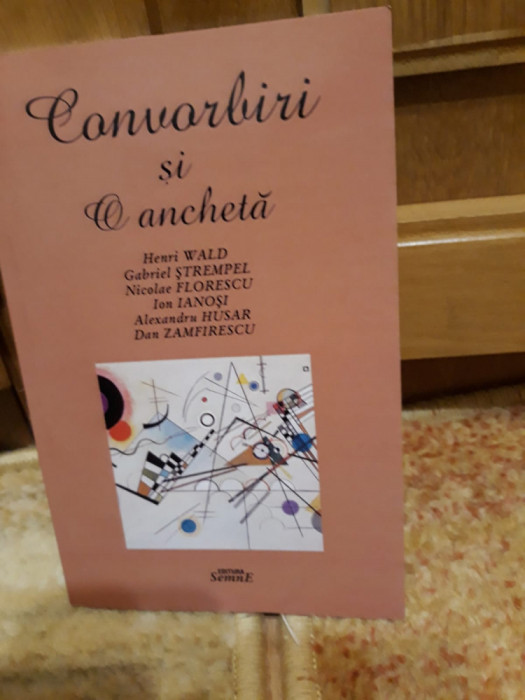 Convorbiri
și
O anchetă
Henri WALD
Gabriel ȘTREMPEL
Nicolae FLORESCU
Ion IANOȘI
Alexandru HUSAR
Dan ZAMFIRESCU
EDITURA
SemnE